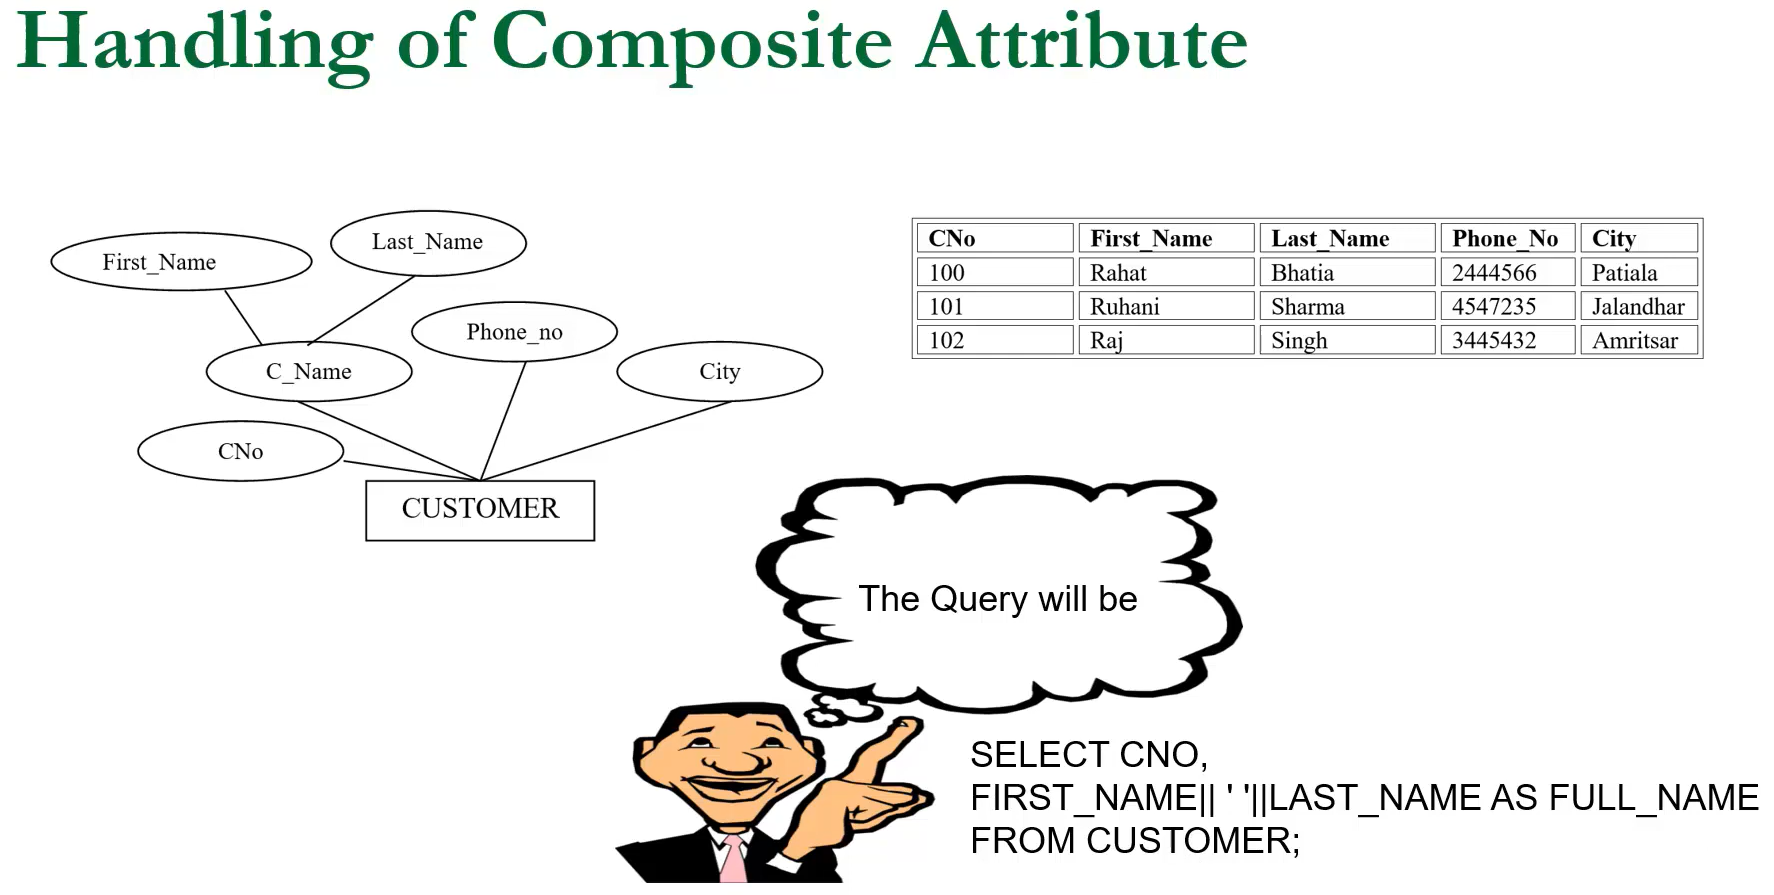 Handling of Composite Attribute
First_Name
Last_Name
Phone_no
C_Name
City
CNo
CUSTOMER
CNo First_Name Last_Name Phone_No City
100 Rahat Bhatia 2444566 Patiala
101 Ruhani Sharma 4547235 Jalandhar
102 Raj Singh 3445432 Amritsar
The Query will be
SELECT CNO,
FIRST_NAME|| ' '||LAST_NAME AS FULL_NAME
FROM CUSTOMER;